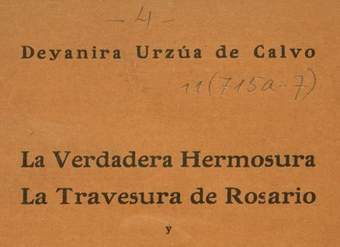 - 4 -
Deyanira Urzúa de Calvo
11(715a-7)
La Verdadera Hermosura
La Travesura de Rosario
y